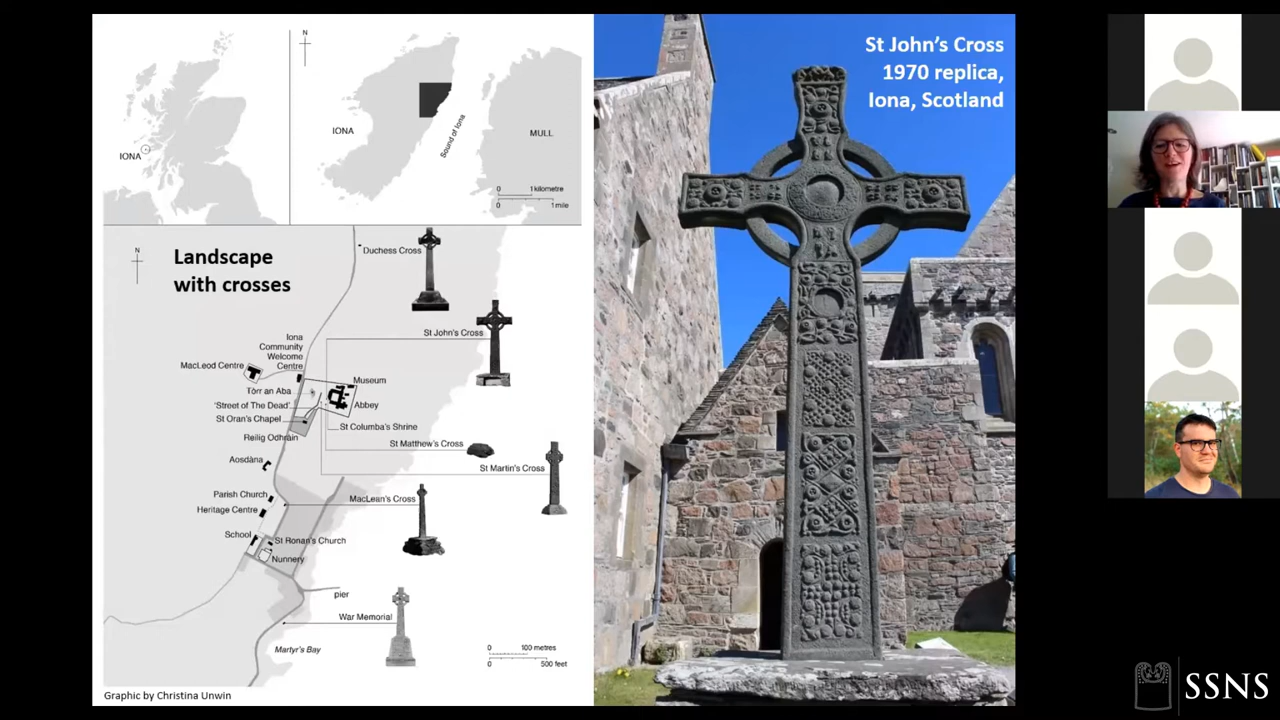 N
IONA
N
IONA
Sound of Iona
MULL
0 1 kilometre
0 1 mile
N
Landscape
with crosses
Duchess Cross
St John's Cross
Iona
Community
Welcome
Centre
MacLeod Centre
Museum
Tòrr an Aba
'Street of The Dead'
Abbey
St Oran's Chapel
St Columba's Shrine
Reilig Odhráin
St Matthew's Cross
Aosdàna
St Martin's Cross
Parish Church
MacLean's Cross
Heritage Centre
School
St Ronan's Church
Nunnery
pier
War Memorial
Martyr's Bay
0 100 metres
0 500 feet
Graphic by Christina Unwin
St John's Cross
1970 replica,
Iona, Scotland
SSNS